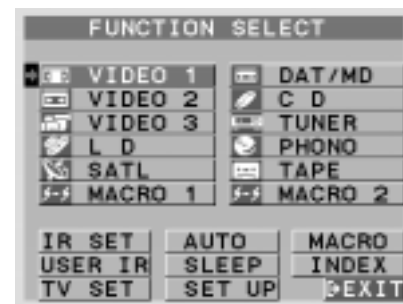 FUNCTION SELECT
VIDEO 1 DAT/MD
VIDEO 2 C D
VIDEO 3 TUNER
L D PHONO
SATL TAPE
MACRO 1 MACRO 2
IR SET AUTO MACRO
USER IR SLEEP INDEX
TV SET SET UP EXIT